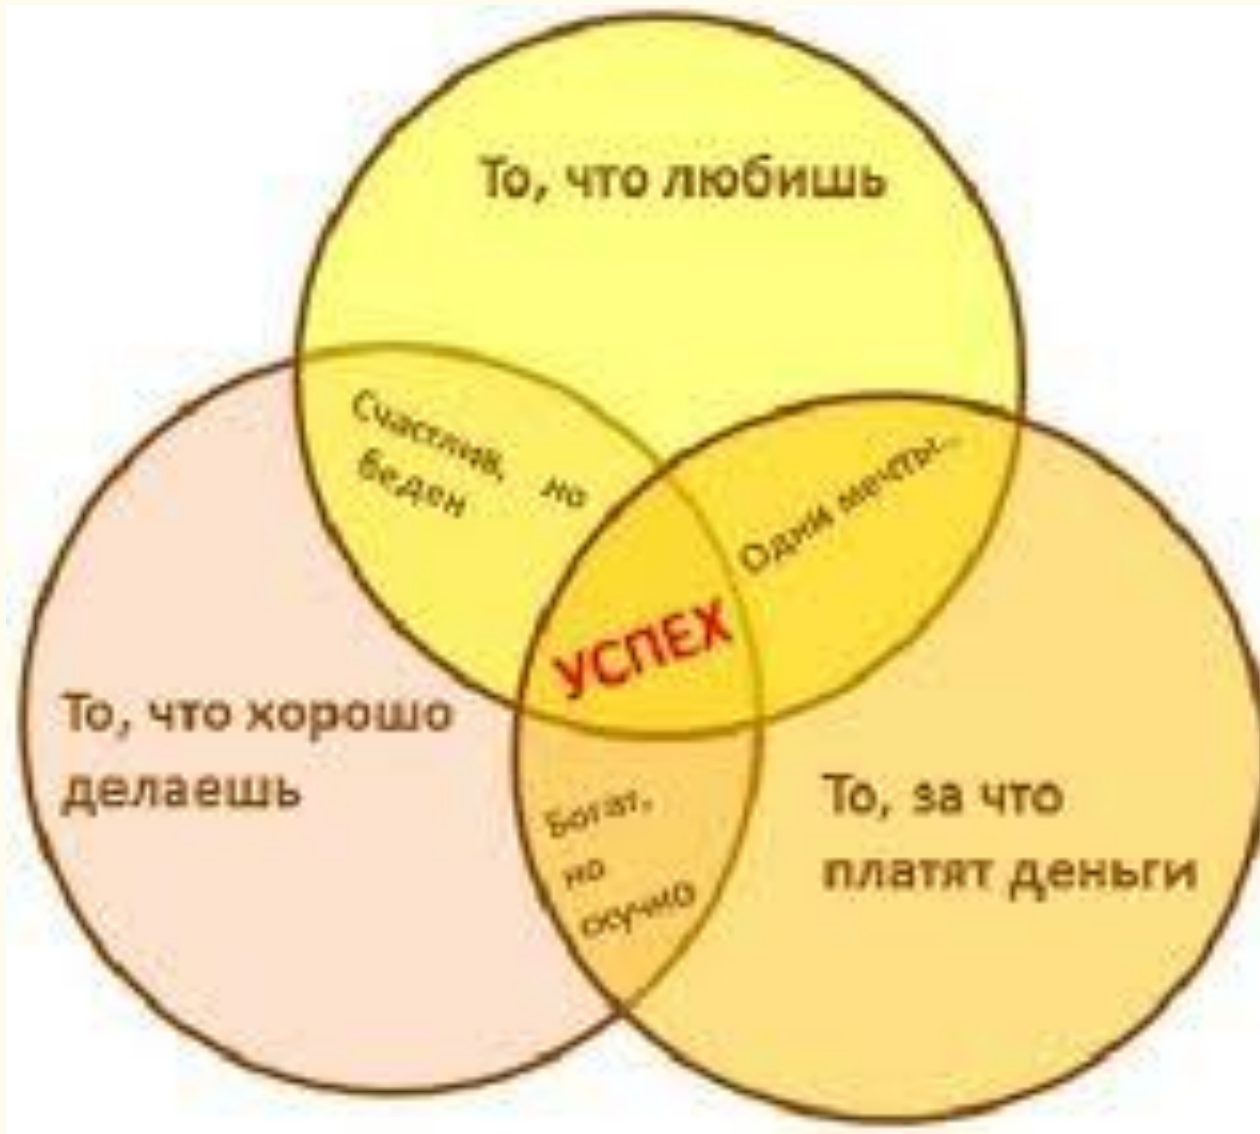 То, что любишь
Счастлив, но
беден
Одни мечты...
УСПЕХ
То, что хорошо
делаешь
То, за что
платят деньги
Богат,
но
скучно